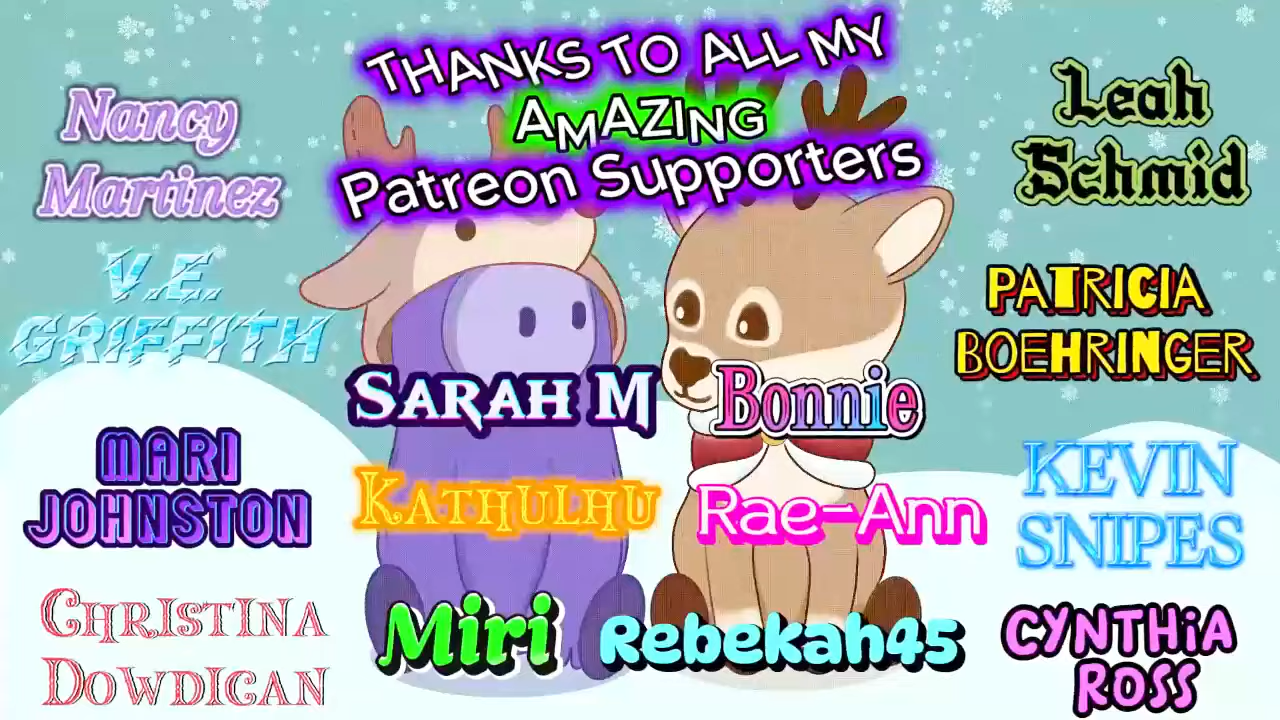 THANKS TO ALL MY
AMAZING
Patreon Supporters
Nancy
Martinez
V.E.
GRIFFITH
MARI
JOHNSTON
CHRISTINA
DOWDIGAN
SARAH M
Bonnie
KATHULHU
Rae-Ann
Miri
Rebekah45
Leah
Schmid
PATRICIA
BOEHRINGER
KEVIN
SNIPES
CYNTHiA
ROSS